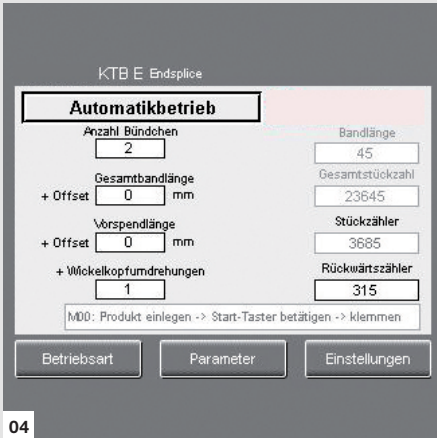 KTB E Endsplice
Automatikbetrieb
Anzahl Bündchen
2
Gesamtbandlänge
+ Offset 0 mm
Vorspendlänge
+ Offset 0 mm
+ Wickelkopfumdrehungen
1
Bandlänge
45
Gesamtstückzahl
23645
Stückzähler
3685
Rückwärtszähler
315
M00: Produkt einlegen -> Start-Taster betätigen -> klemmen
Betriebsart Parameter Einstellungen
04